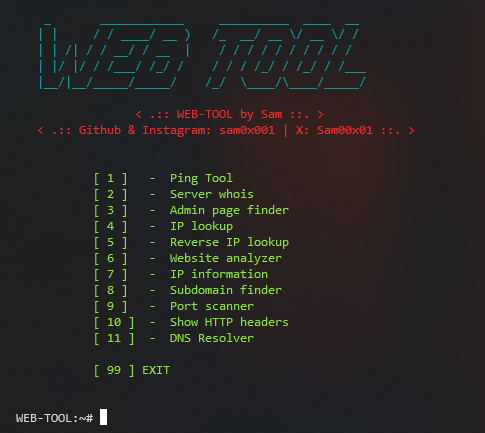 WEB TOOL
< .:: WEB-TOOL by Sam ::. >
< .:: Github & Instagram: sam0x001 | X: Sam00x01 ::. >
[ 1 ] - Ping Tool
[ 2 ] - Server whois
[ 3 ] - Admin page finder
[ 4 ] - IP lookup
[ 5 ] - Reverse IP lookup
[ 6 ] - Website analyzer
[ 7 ] - IP information
[ 8 ] - Subdomain finder
[ 9 ] - Port scanner
[ 10 ] - Show HTTP headers
[ 11 ] - DNS Resolver
[ 99 ] EXIT
WEB-TOOL:~#